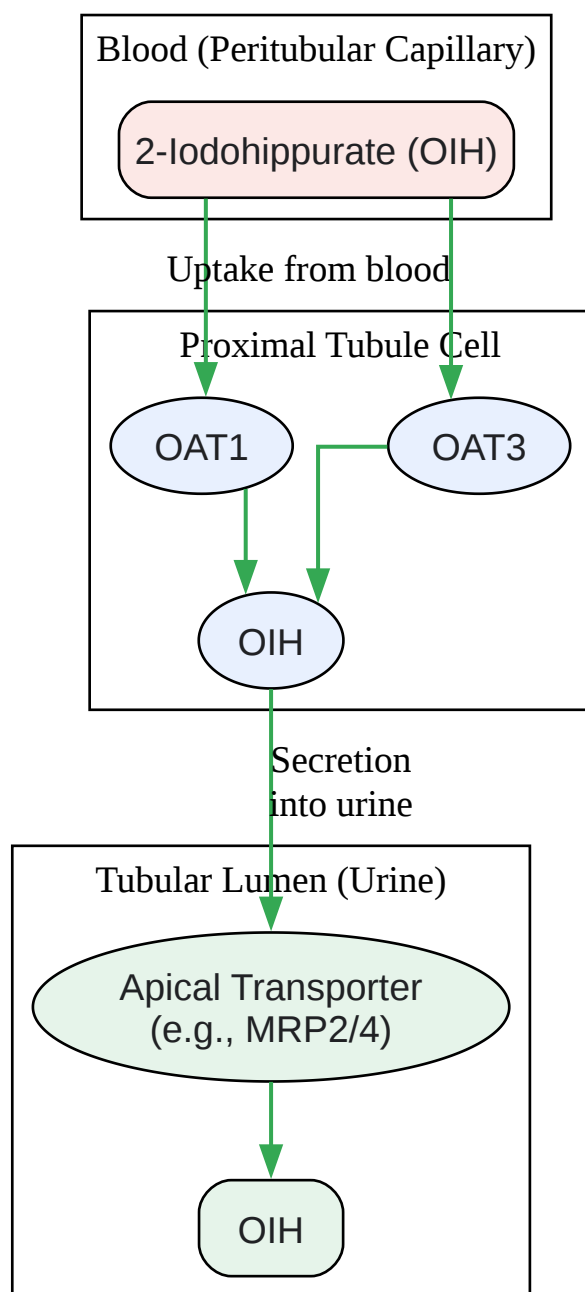 Blood (Peritubular Capillary)
2-Iodohippurate (OIH)
Uptake from blood
Proximal Tubule Cell
OAT1
OAT3
OIH
Secretion
into urine
Tubular Lumen (Urine)
Apical Transporter
(e.g., MRP2/4)
OIH